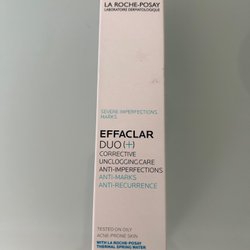 LA ROCHE-POSAY
LABORATOIRE DERMATOLOGIQUE
SEVERE IMPERFECTIONS
MARKS
EFFACLAR
DUO (+)
CORRECTIVE
UNCLOGGING CARE
ANTI-IMPERFECTIONS
ANTI-MARKS
ANTI-RECURRENCE
TESTED ON OILY
ACNE-PRONE SKIN
WITH LA ROCHE-POSAY
THERMAL SPRING WATER